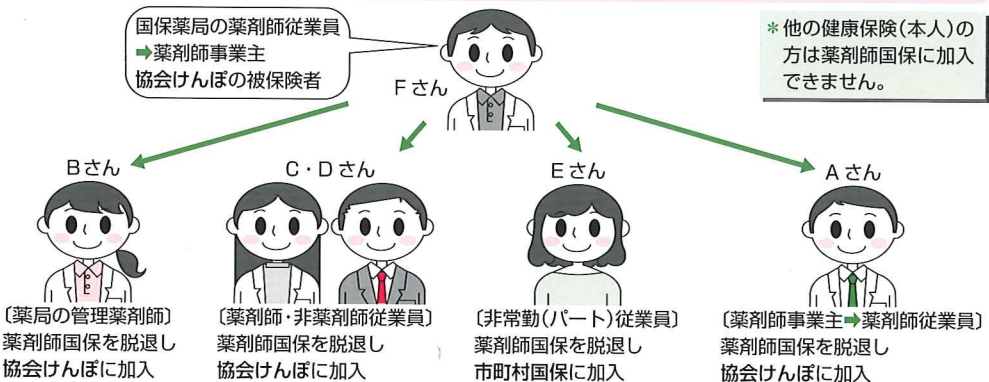 国保薬局の薬剤師従業員
➡薬剤師事業主
協会けんぽの被保険者
Fさん
＊他の健康保険(本人)の
方は薬剤師国保に加入
できません。
Bさん
C・Dさん
Eさん
Aさん
〔薬局の管理薬剤師〕
薬剤師国保を脱退し
協会けんぽに加入
〔薬剤師・非薬剤師従業員〕
薬剤師国保を脱退し
協会けんぽに加入
〔非常勤(パート)従業員〕
薬剤師国保を脱退し
市町村国保に加入
〔薬剤師事業主➡薬剤師従業員〕
薬剤師国保を脱退し
協会けんぽに加入